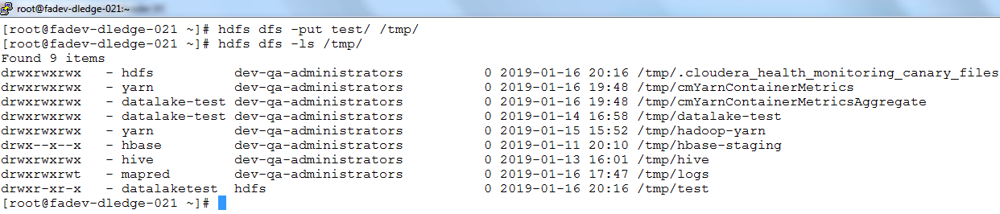 root@fadev-dledge-021:~
[root@fadev-dledge-021 ~]# hdfs dfs -put test/ /tmp/
[root@fadev-dledge-021 ~]# hdfs dfs -ls /tmp/
Found 9 items
drwxrwxrwx   - hdfs          dev-qa-administrators          0 2019-01-16 20:16 /tmp/.cloudera_health_monitoring_canary_files
drwxrwxrwx   - yarn          dev-qa-administrators          0 2019-01-16 19:48 /tmp/cmYarnContainerMetrics
drwxrwxrwx   - datalake-test dev-qa-administrators          0 2019-01-16 19:48 /tmp/cmYarnContainerMetricsAggregate
drwxrwxrwx   - datalake-test dev-qa-administrators          0 2019-01-14 16:58 /tmp/datalake-test
drwxrwxrwx   - yarn          dev-qa-administrators          0 2019-01-15 15:52 /tmp/hadoop-yarn
drwx--x--x   - hbase         dev-qa-administrators          0 2019-01-11 20:10 /tmp/hbase-staging
drwxrwxrwx   - hive          dev-qa-administrators          0 2019-01-13 16:01 /tmp/hive
drwxrwxrwt   - mapred        dev-qa-administrators          0 2019-01-16 17:47 /tmp/logs
drwxr-xr-x   - datalaketest  hdfs                           0 2019-01-16 20:16 /tmp/test
[root@fadev-dledge-021 ~]#